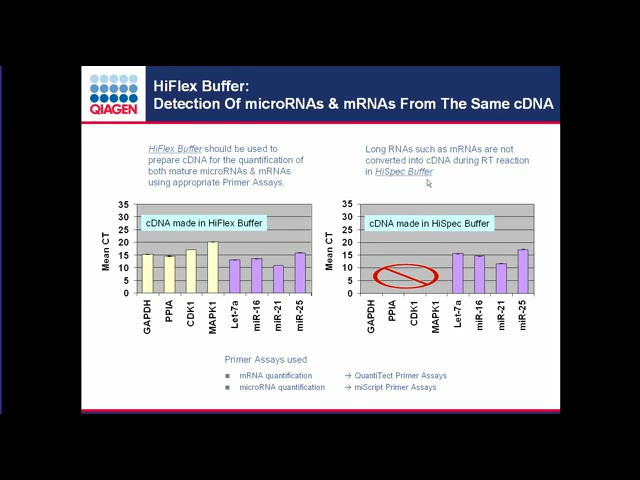 QIAGEN
HiFlex Buffer:
Detection Of microRNAs & mRNAs From The Same cDNA
HiFlex Buffer should be used to
prepare cDNA for the quantification of
both mature microRNAs & mRNAs
using appropriate Primer Assays.
Long RNAs such as mRNAs are not
converted into cDNA during RT reaction
in HiSpec Buffer
Mean CT
35
30
25
20
15
10
5
0
cDNA made in HiFlex Buffer
GAPDH
PPIA
CDK1
MAPK1
Let-7a
miR-16
miR-21
miR-25
Mean CT
35
30
25
20
15
10
5
0
cDNA made in HiSpec Buffer
GAPDH
PPIA
CDK1
MAPK1
Let-7a
miR-16
miR-21
miR-25
Primer Assays used
■ mRNA quantification → QuantiTect Primer Assays
■ microRNA quantification → miScript Primer Assays